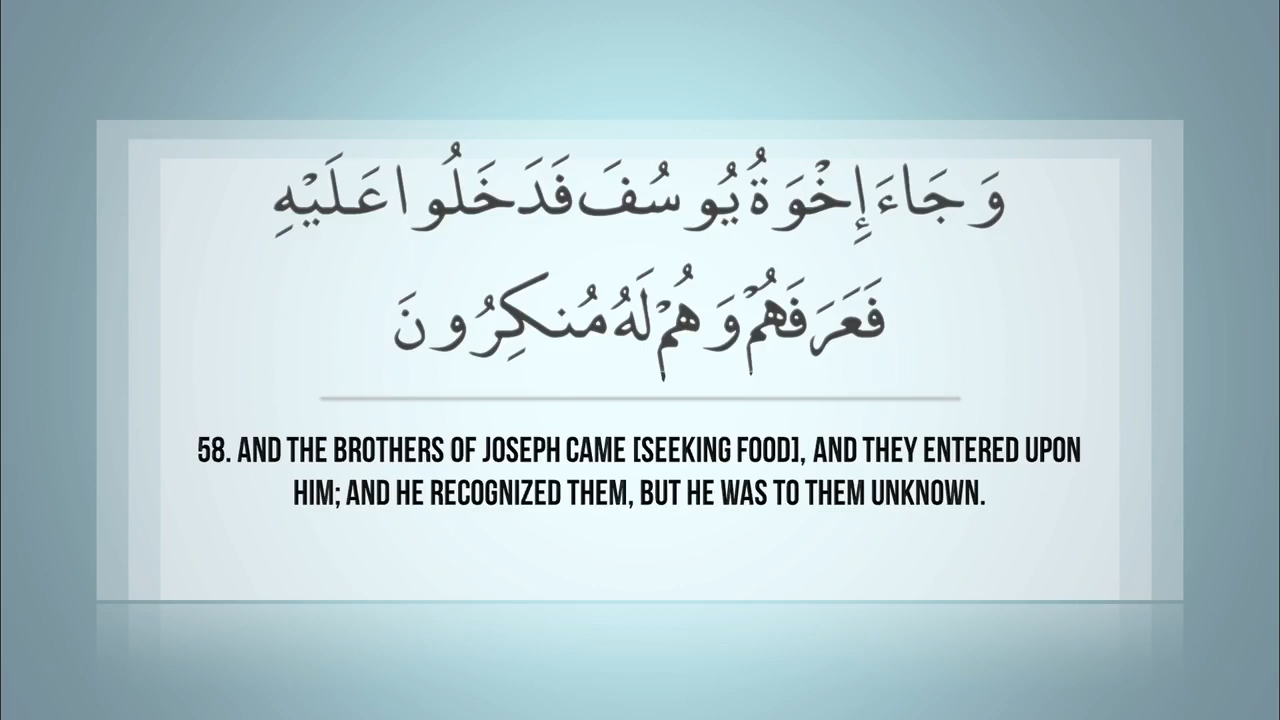 وَجَاءَ إِخْوَةُ يُوسُفَ فَدَخَلُوا عَلَيْهِ
فَعَرَفَهُمْ وَهُمْ لَهُ مُنكِرُونَ
58. AND THE BROTHERS OF JOSEPH CAME [SEEKING FOOD], AND THEY ENTERED UPON
HIM; AND HE RECOGNIZED THEM, BUT HE WAS TO THEM UNKNOWN.